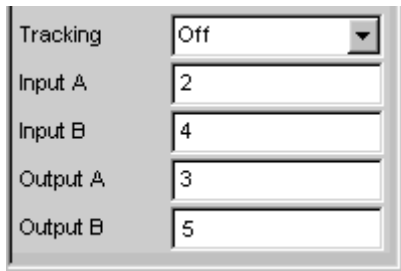 Tracking Off
Input A 2
Input B 4
Output A 3
Output B 5